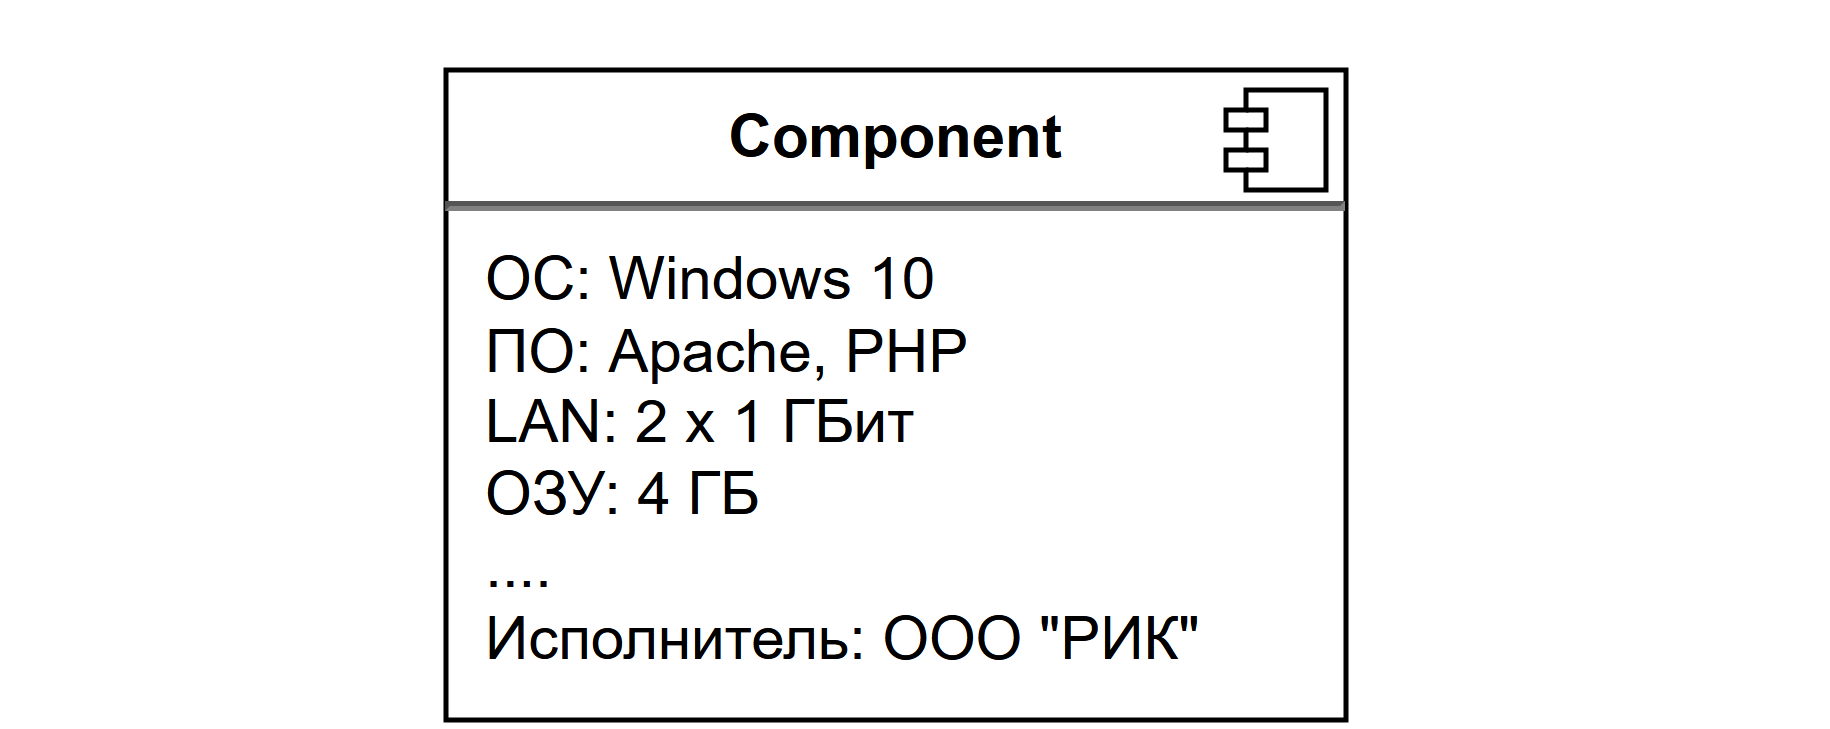 Component
ОС: Windows 10
ПО: Apache, PHP
LAN: 2 x 1 ГБит
ОЗУ: 4 ГБ
....
Исполнитель: ООО "РИК"